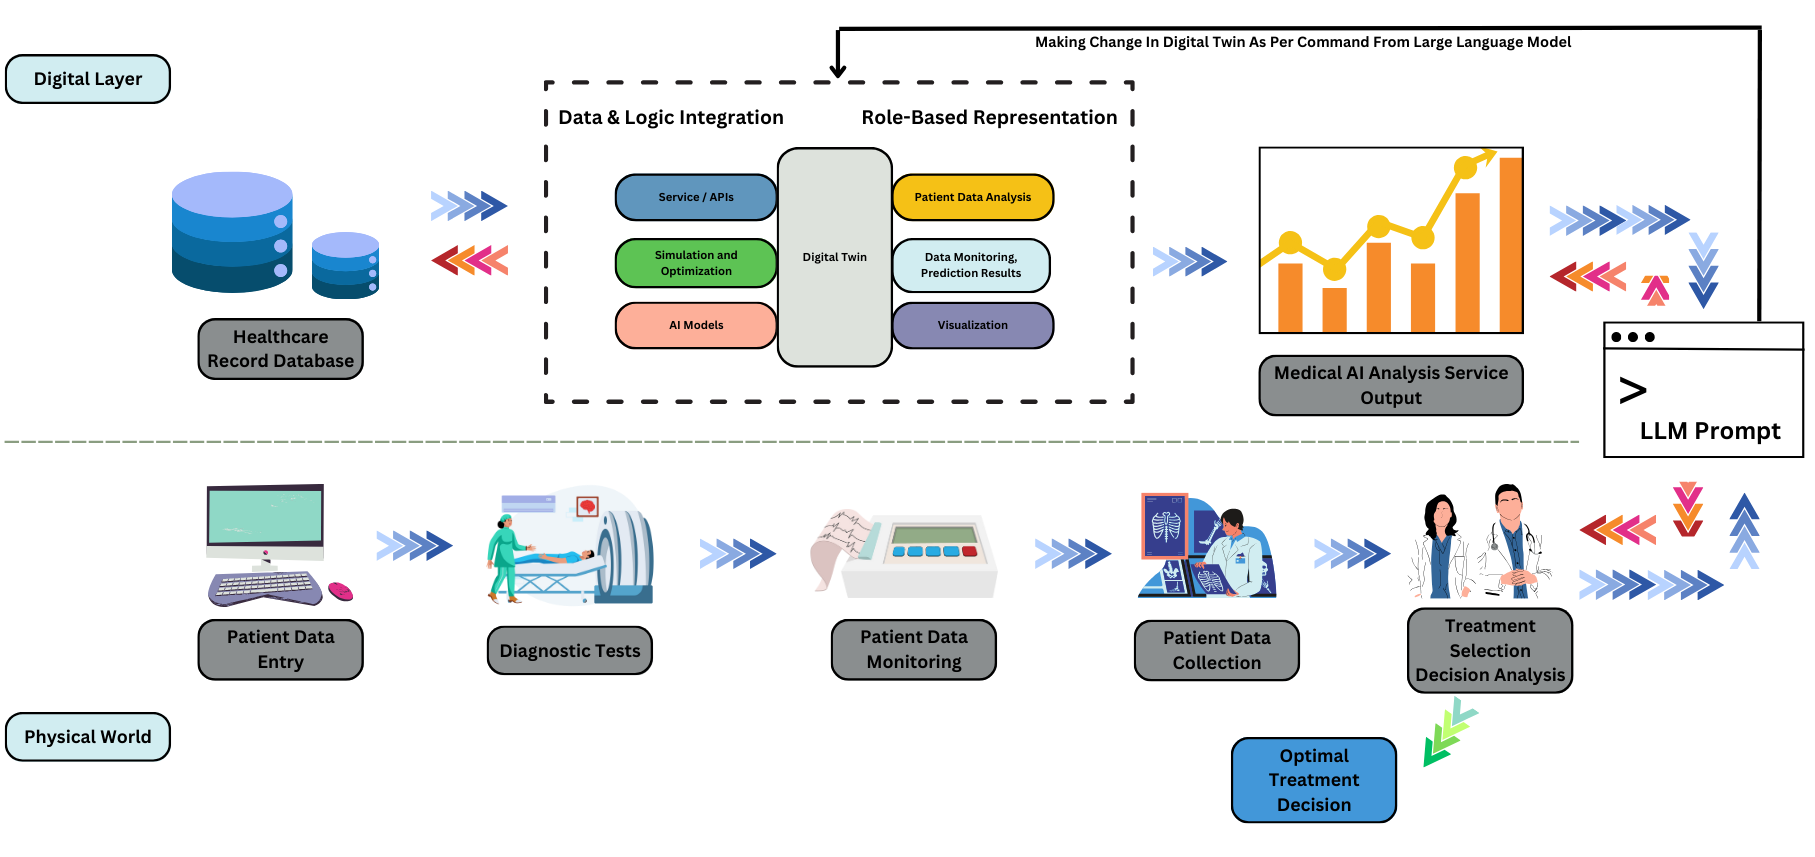 Making Change In Digital Twin As Per Command From Large Language Model
Digital Layer
Data & Logic Integration
Role-Based Representation
Service / APIs
Simulation and
Optimization
AI Models
Digital Twin
Patient Data Analysis
Data Monitoring,
Prediction Results
Visualization
Healthcare
Record Database
Medical AI Analysis Service
Output
>
LLM Prompt
Patient Data
Entry
Diagnostic Tests
Patient Data
Monitoring
Patient Data
Collection
Treatment
Selection
Decision Analysis
Physical World
Optimal
Treatment
Decision